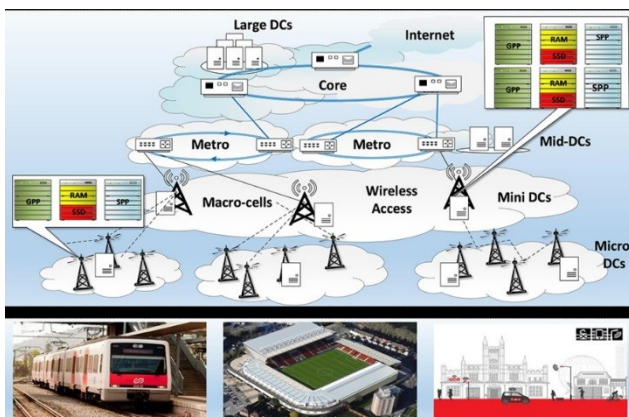 Large DCs
Internet
Core
GPP
RAM
SSD
SPP
GPP
RAM
SSD
SPP
Metro
Metro
Mid-DCs
Macro-cells
Wireless
Access
Mini DCs
GPP
RAM
SSD
SPP
Micro
DCs